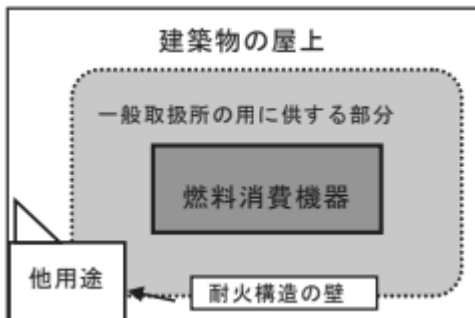 建築物の屋上
一般取扱所の用に供する部分
燃料消費機器
他用途
耐火構造の壁